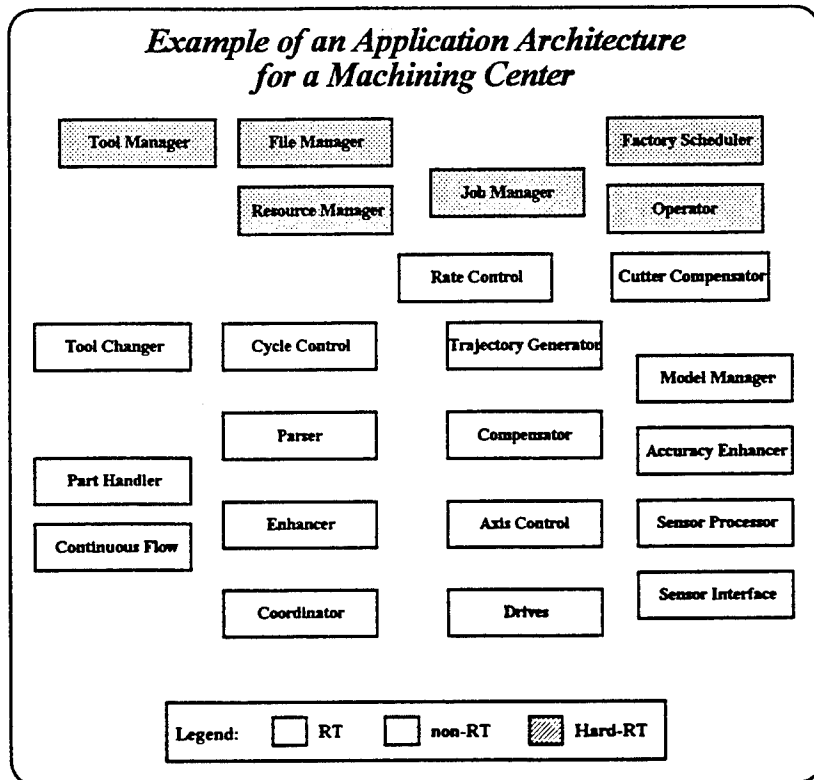 Example of an Application Architecture
for a Machining Center
Tool Manager
File Manager
Factory Scheduler
Resource Manager
Job Manager
Operator
Rate Control
Cutter Compensator
Tool Changer
Cycle Control
Trajectory Generator
Model Manager
Parser
Compensator
Accuracy Enhancer
Part Handler
Enhancer
Axis Control
Sensor Processor
Continuous Flow
Coordinator
Drives
Sensor Interface
Legend: RT non-RT Hard-RT